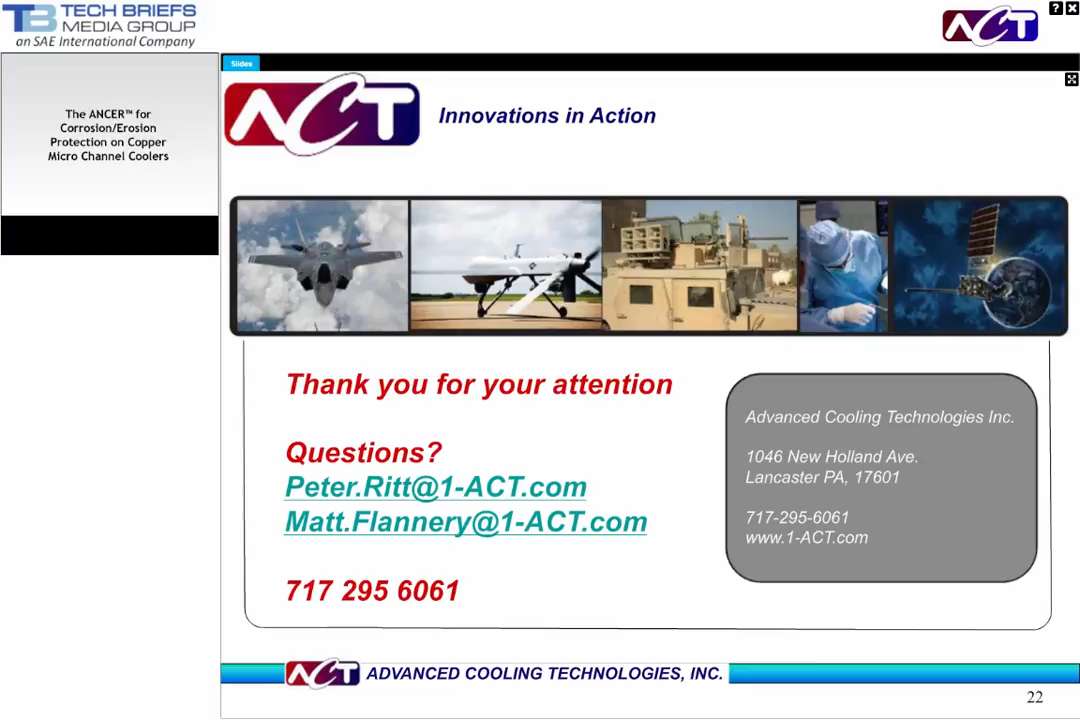 TB TECH BRIEFS
MEDIA GROUP
an SAE International Company
ACT
?
Slides
The ANCER™ for
Corrosion/Erosion
Protection on Copper
Micro Channel Coolers
ACT
Innovations in Action
Thank you for your attention
Questions?
Peter.Ritt@1-ACT.com
Matt.Flannery@1-ACT.com
717 295 6061
Advanced Cooling Technologies Inc.
1046 New Holland Ave.
Lancaster PA, 17601
717-295-6061
www.1-ACT.com
ACT ADVANCED COOLING TECHNOLOGIES, INC.
22